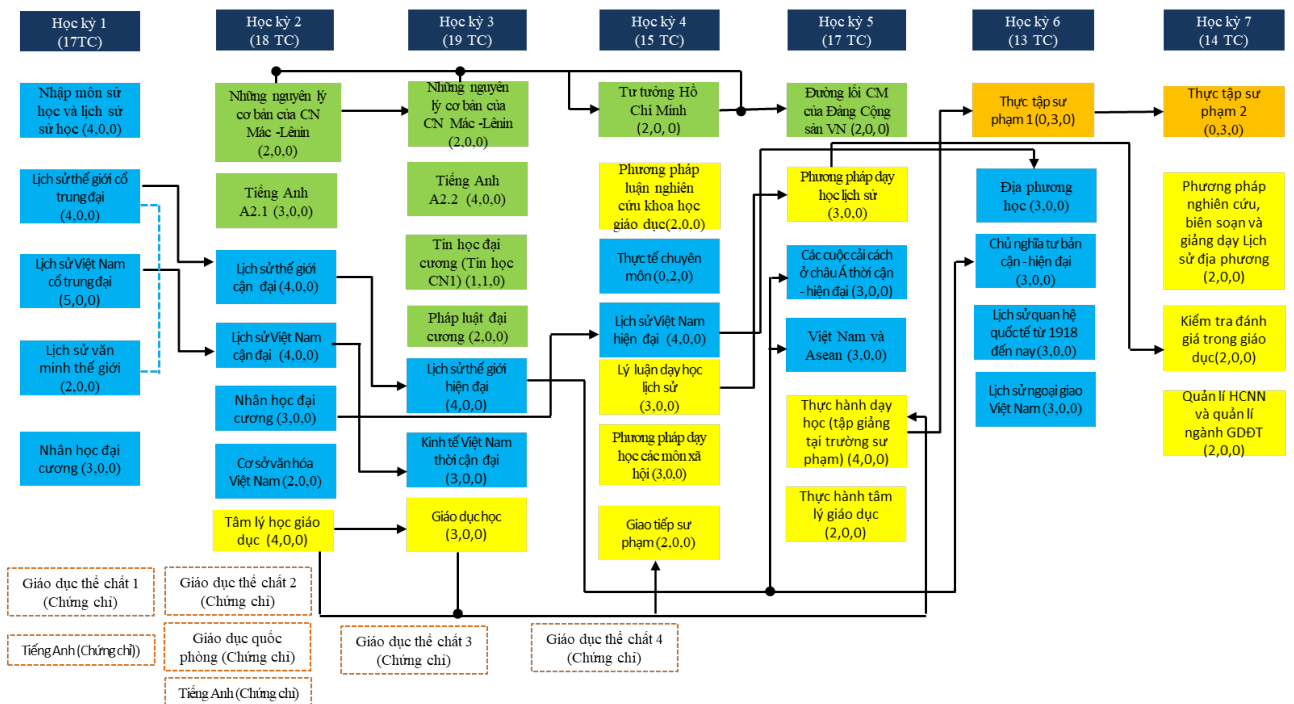 Học kỳ 1
(17TC)
Học kỳ 2
(18 TC)
Học kỳ 3
(19 TC)
Học kỳ 4
(15 TC)
Học kỳ 5
(17 TC)
Học kỳ 6
(13 TC)
Học kỳ 7
(14 TC)
Nhập môn sử
học và lịch sử
sử học (4,0,0)
Lịch sử thế giới cổ
trung đại
(4,0,0)
Lịch sử Việt Nam
cổ trung đại
(5,0,0)
Lịch sử văn
minh thế giới
(2,0,0)
Nhân học đại
cương (3,0,0)
Giáo dục thể chất 1
(Chứng chỉ)
Tiếng Anh (Chứng chỉ))
Những nguyên lý
cơ bản của CN
Mác -Lênin
(2,0,0)
Tiếng Anh
A2.1 (3,0,0)
Lịch sử thế giới
cận đại (4,0,0)
Lịch sử Việt Nam
cận đại (4,0,0)
Nhân học đại
cương (3,0,0)
Cơ sở văn hóa
Việt Nam (2,0,0)
Tâm lý học giáo
dục (4,0,0)
Giáo dục thể chất 2
(Chứng chỉ)
Giáo dục quốc
phòng (Chứng chỉ)
Tiếng Anh (Chứng chỉ)
Những nguyên
lý cơ bản của
CN Mác -Lênin
(2,0,0)
Tiếng Anh
A2.2 (4,0,0)
Tin học đại
cương (Tin học
CN1) (1,1,0)
Pháp luật đại
cương (2,0,0)
Lịch sử thế giới
hiện đại
(4,0,0)
Kinh tế Việt Nam
thời cận đại
(3,0,0)
Giáo dục học
(3,0,0)
Giáo dục thể chất 3
(Chứng chỉ)
Tư tưởng Hồ
Chí Minh
(2,0, 0)
Phương pháp
luận nghiên
cứu khoa học
giáo dục(2,0,0)
Thực tế chuyên
môn (0,2,0)
Lịch sử Việt Nam
hiện đại (4,0,0)
Lý luận dạy học
lịch sử
(3,0,0)
Phương pháp dạy
học các môn xã
hội (3,0,0)
Giao tiếp sư
phạm (2,0,0)
Giáo dục thể chất 4
(Chứng chỉ)
Đường lối CM
của Đảng Cộng
sản VN (2,0,0)
Phương pháp dạy
học lịch sử
(3,0,0)
Các cuộc cải cách
ở châu Á thời cận
- hiện đại (3,0,0)
Việt Nam và
Asean (3,0,0)
Thực hành dạy
học (tập giảng
tại trường sư
phạm) (4,0,0)
Thực hành tâm
lý giáo dục
(2,0,0)
Thực tập sư
phạm 1(0,3,0)
Địa phương
học (3,0,0)
Chủ nghĩa tư bản
cận - hiện đại
(3,0,0)
Lịch sử quan hệ
quốc tế từ 1918
đến nay (3,0,0)
Lịch sử ngoại giao
Việt Nam (3,0,0)
Thực tập sư
phạm 2
(0,3,0)
Phương pháp
nghiên cứu,
biên soạn và
giảng dạy Lịch
sử địa phương
(2,0,0)
Kiểm tra đánh
giá trong giáo
dục(2,0,0)
Quản lí HCNN
và quản lí
ngành GDĐT
(2,0,0)